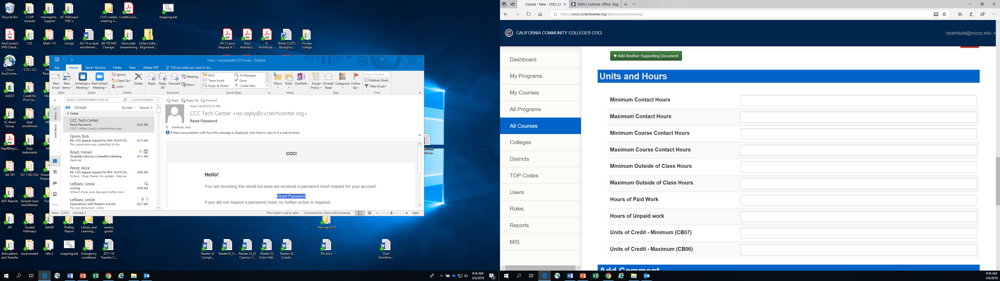 Recycle Bin
CCAP module
Intersegme... Support
UC Pathways TMC's
COCI weekly meeting n...
CreditCours...
mapping.bat
AnyConnect VPN Client...
CID
Math 110
Umoja
AA 19-xx dual enrollment ...
AB 705 MIS Changes
Noncredit streamlining
EdServ.Edte... Alignment....
WCCLeave Request 4.1...
Raul Arambul...
R. Arambula....
Blank CLETS Backgrou...
Private college
Cisco AnyConne...
COCI 2.0
ASSIST
Credit for Prior Le...
5C Work Group
dual enrollment
DeptBDayLi...
Duty statements
AB 705
EO 1100 CSU
ADT Reports
General Laws and Memos
AP
Guided Pathways
StAAR
PreReq Report
Library and Learning ...
reentry grants
New leg 2019
Articulation and Transfer
Incarcerated
title 5
mapping.bat
Emergency conditions
2017-18 Transfer C...
Reader 32 Compt...
Reader32_G...
Reader 32_El Camino 1...
Reader 32 Victor Vall...
Reader 32 Coastli...
RA.docx
Dual Enrollme...
Inbox - rarambula@CCCCO.edu - Outlook
File Home Send / Receive Folder View Adobe PDF Tell me what you want to do...
New Email
New Items
Schedule a Meeting
Start Instant Meeting
Ignore
Clean Up
Junk
Delete
Reply
Reply All
Forward
Meeting
More
BOG
Team Email
Reply & Delete
To Manager
Done
Create New
Move
Rules
OneNote
Assign Policy
Unread/ Read
Categorize
Follow Up
Search People
Address Book
Filter Email
New Zoom Delete Respond Quick Steps Move Tags Find
Search Current Mailbox (Ctrl+E) Current Mailbox
All Unread By Date Newest
Today
Inbox 3
Sent Items
CCC Tech Center
Reset Password 9:23 AM
COCI <https://coci2.ccctechcenter.org>
Quinn, Bob
RE: COS Appeal request for RFA 18-070 20... 9:13 AM
The submission was submitted to the
Boyd, Hanan
Disability Advisory Committee Meeting 9:11 AM
Hello all,
Perez, Alice
RE: COS Appeal request for RFA 18-070 20... 9:00 AM
Hi Bob, Okay, thanks for update. May we
LeBlanc, Leslie
scoring 8:58 AM
Whew!! Hope your day goes better now.
LeBlanc, Leslie
Applications with Readers List.xlsx 8:27 AM
For our discussion <end>
Reply Reply All Forward
Wed 3/6/2019 9:23 AM
CCC Tech Center <no-reply@ccctechcenter.org>
Reset Password
To Arambula, Raul
If there are problems with how this message is displayed, click here to view it in a web browser.
COCI
Hello!
You are receiving this email because we received a password reset request for your account.
Reset Password
If you did not request a password reset, no further action is required.
Items: 13,933 Unread: 3 This folder is up to date. Connected to: Microsoft Exchange 100%
9:36 AM
3/6/2019
Course - New - COCI 2.0 MSN | Outlook, Office, Skyp
https://coci2.ccctechcenter.org/admin/courses/manage
CALIFORNIA COMMUNITY COLLEGES COCI
rarambula@cccco.edu
Dashboard
My Programs
My Courses
All Programs
All Courses
Colleges
Districts
TOP Codes
Users
Roles
Reports
MIS
Add Another Supporting Document
Units and Hours
Minimum Contact Hours
Maximum Contact Hours
Minimum Course Contact Hours
Maximum Course Contact Hours
Minimum Outside of Class Hours
Maximum Outside of Class Hours
Hours of Paid Work
Hours of Unpaid work
Units of Credit - Minimum (CB07)
Units of Credit - Maximum (CB06)
Add Comment
9:36 AM
3/6/2019